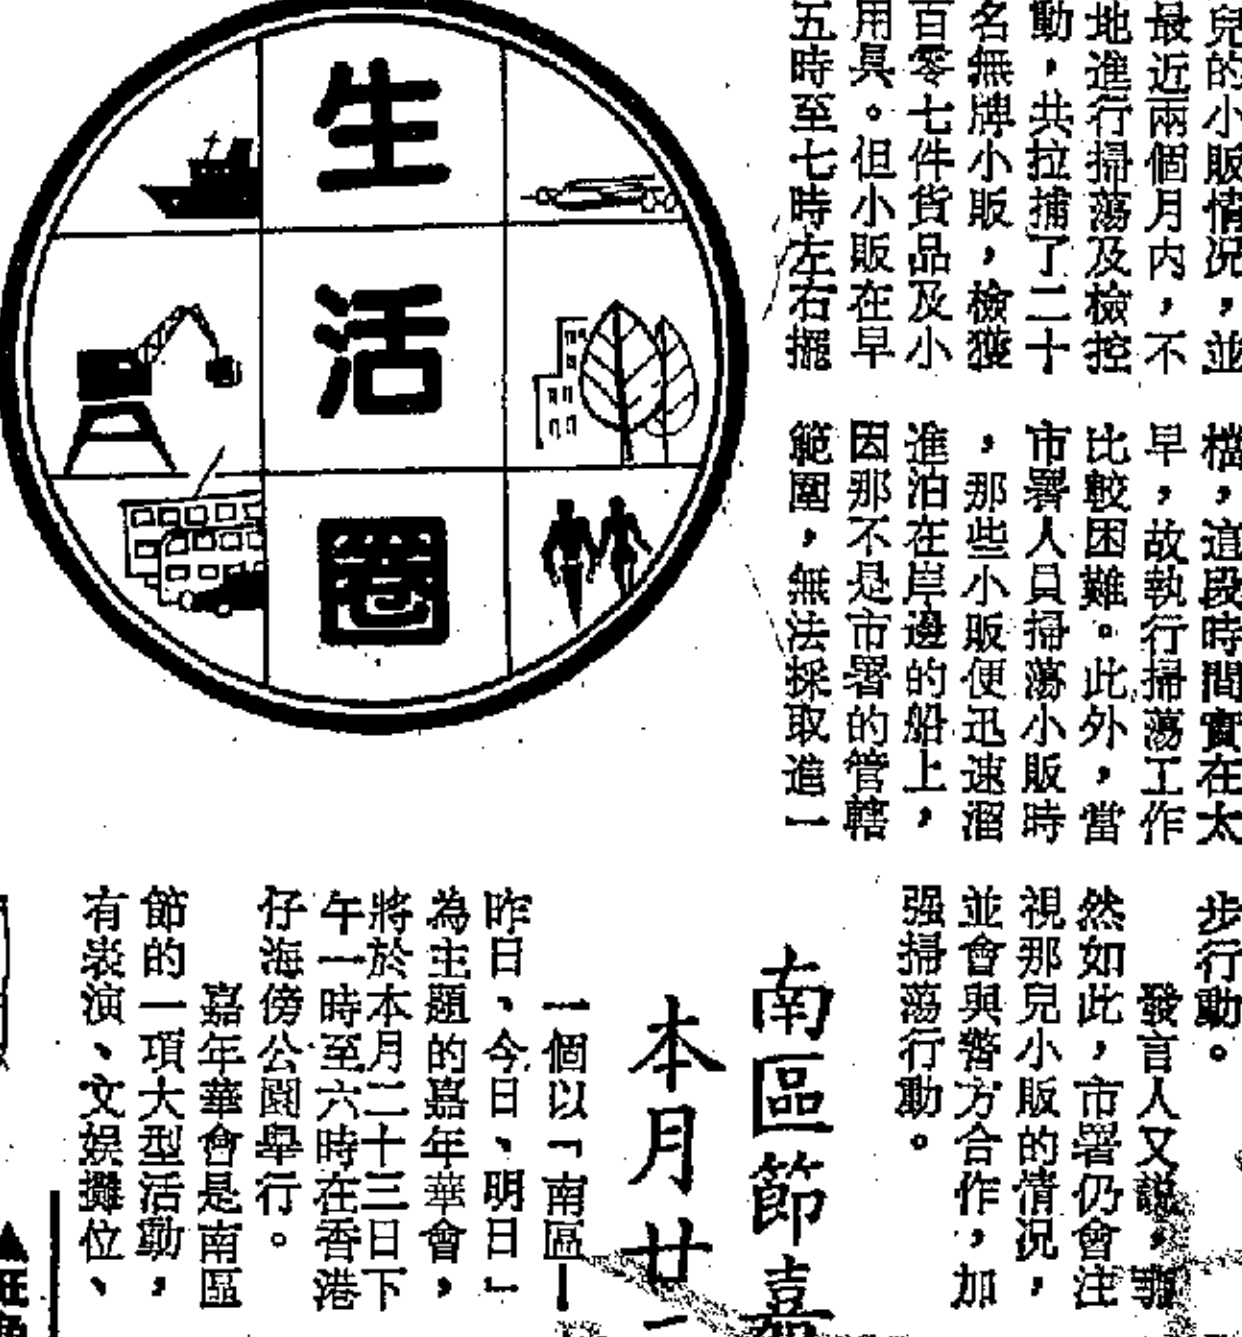 兒的小販情況，並
最近兩個月内，不
地進行掃蕩及檢控
動，共拉捕了二十
名無牌小販，檢獲
百零七件貨品及小
用具。但小販在早
五時至七時左右擺
檔，這段時間實在太
早，故執行掃蕩工作
比較困難。此外，當
市署人員掃蕩小販時
，那些小販便迅速溜
進泊在岸邊的船上，
因那不是市署的管轄
範圍，無法採取進一
步行動。
發言人又說，雖
然如此，市署仍會注
視那兒小販的情況，
並會與警方合作，加
强掃蕩行動。
生
活
圈
南區節嘉
本月廿
一個以「南區—
昨日、今日、明日」
為主題的嘉年華會，
將於本月二十三日下
午一時至六時在香港
仔海傍公園舉行。
嘉年華會是南區
節的一項大型活動，
有表演、文娛攤位、